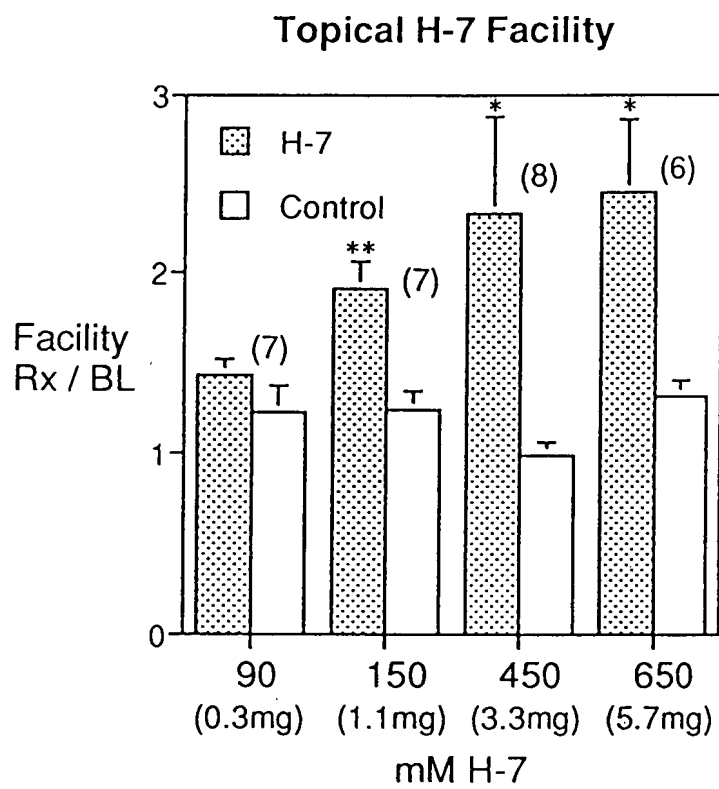 Topical H-7 Facility
3
H-7
Control
* *
(8) (6)
**
(7)
2
Facility
Rx / BL
(7)
1
0
90 150 450 650
(0.3mg) (1.1mg) (3.3mg) (5.7mg)
mM H-7